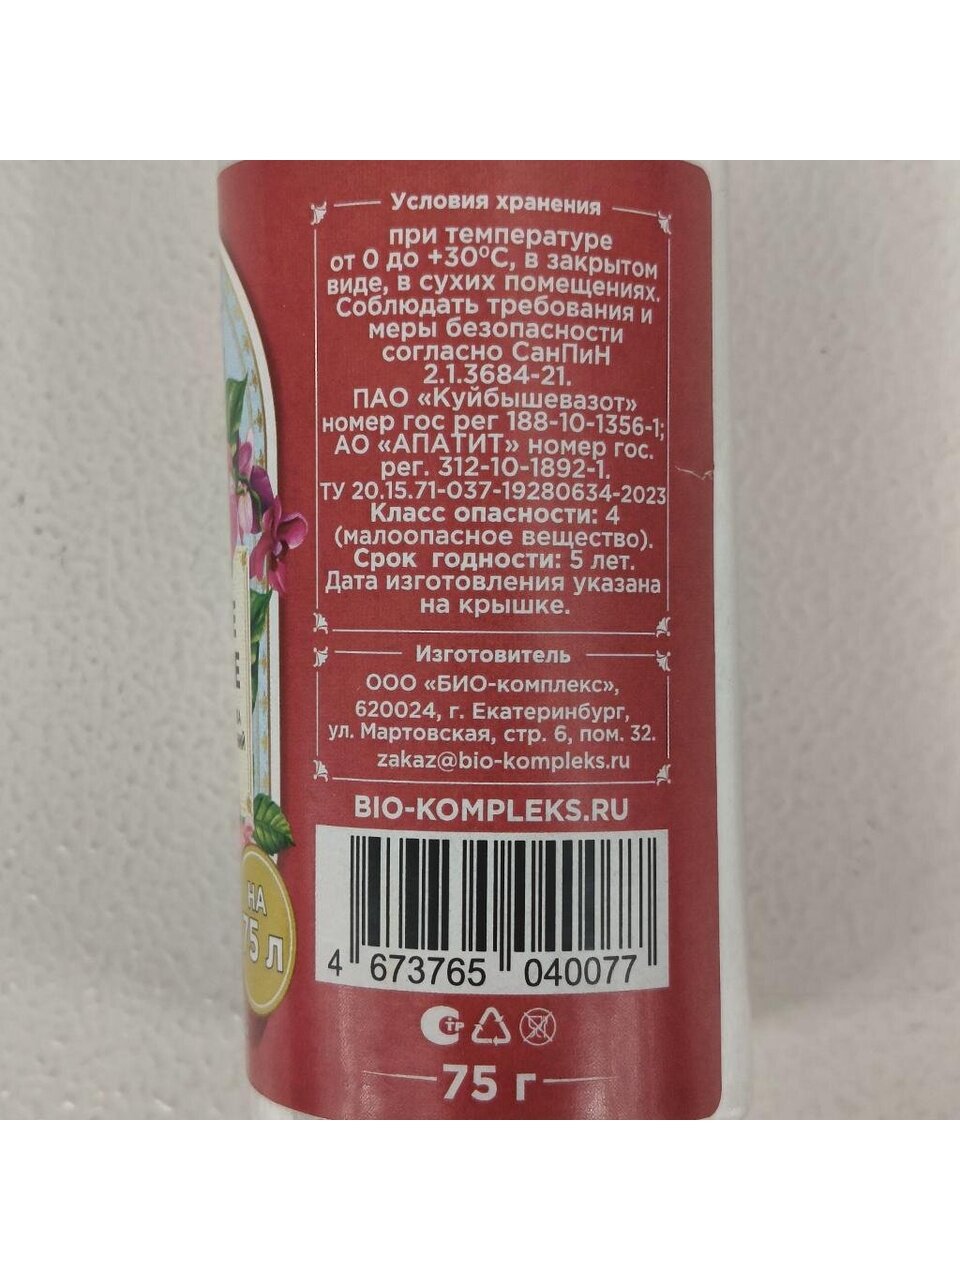 Условия хранения
при температуре
от 0 до +30°С, в закрытом
виде, в сухих помещениях.
Соблюдать требования и
меры безопасности
согласно СанПиН
2.1.3684-21.
ПАО «Куйбышевазот»
номер гос рег 188-10-1356-1;
АО «АПАТИТ» номер гос.
рег. 312-10-1892-1.
ТУ 20.15.71-037-19280634-2023
Класс опасности: 4
(малоопасное вещество).
Срок годности: 5 лет.
Дата изготовления указана
на крышке.
Изготовитель
ООО «БИО-комплекс»,
620024, г. Екатеринбург,
ул. Мартовская, стр. 6, пом. 32.
zakaz@bio-kompleks.ru
BIO-KOMPLEKS.RU
НА
75 Л
4 673765 040077
СТР
75 г